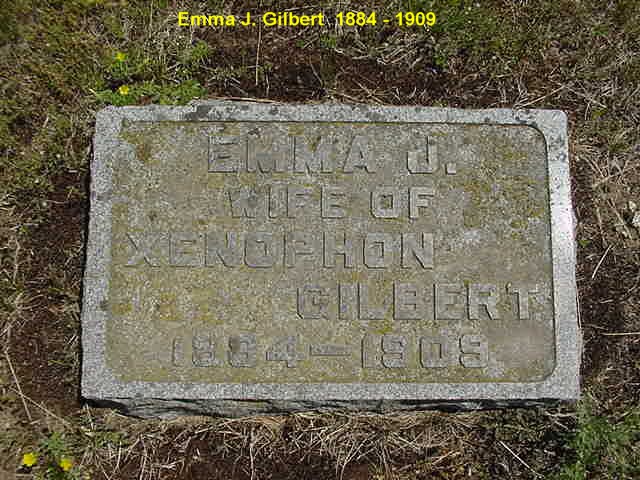 Emma J. Gilbert 1884 - 1909
EMMA J.
WIFE OF
XENOPHON
GILBERT
1884–1909